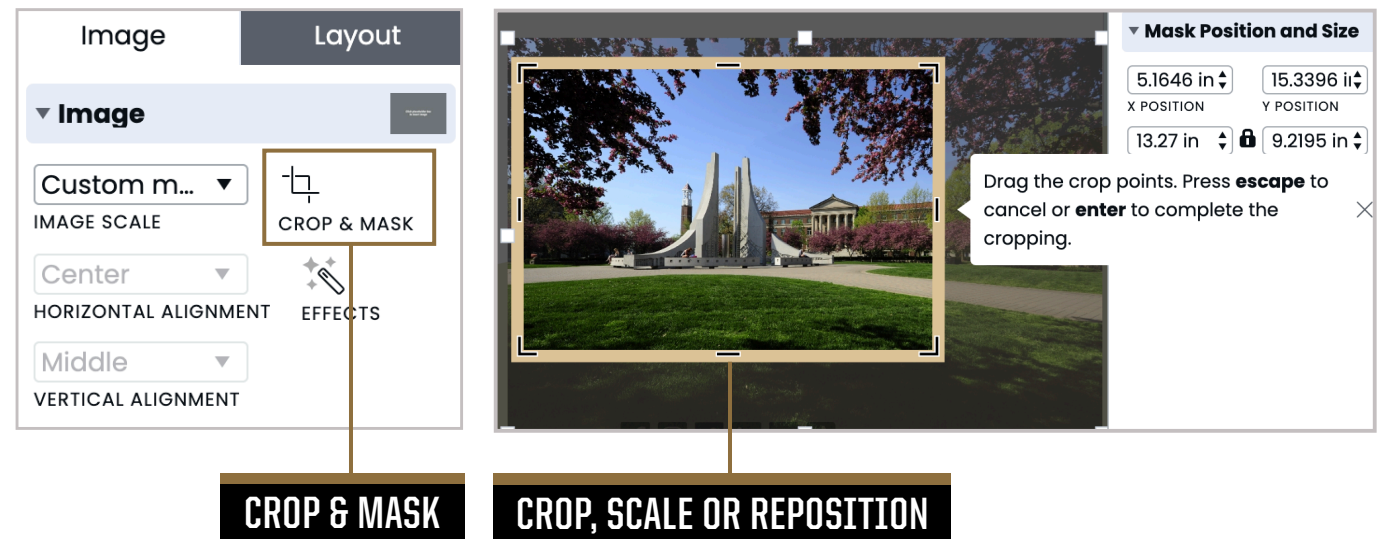 Image
Layout
Image
Custom m...
IMAGE SCALE
CROP & MASK
Center
HORIZONTAL ALIGNMENT
EFFECTS
Middle
VERTICAL ALIGNMENT
Mask Position and Size
5.1646 in
15.3396 i
X POSITION
Y POSITION
13.27 in
9.2195 in
Drag the crop points. Press escape to
cancel or enter to complete the
cropping.
CROP & MASK
CROP, SCALE OR REPOSITION